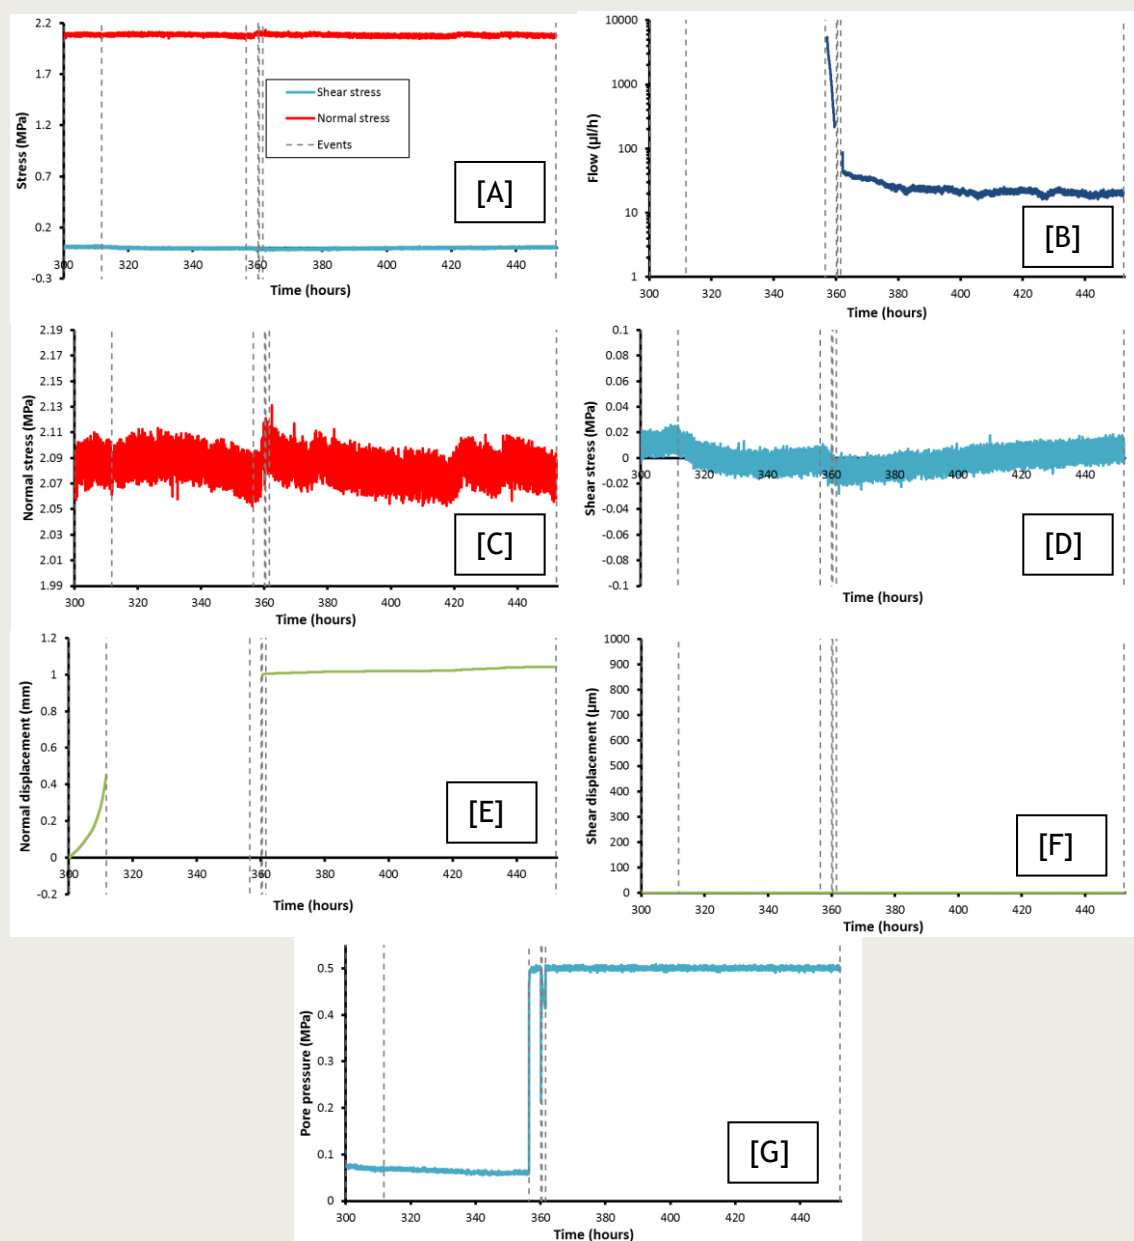 2.2
1.7
1.2
0.7
0.2
-0.3
Stress (MPa)
300 320 340 360 380 400 420 440
Time (hours)
Shear stress
Normal stress
Events
[A]
10000
1000
100
10
1
Flow (µl/h)
300 320 340 360 380 400 420 440
Time (hours)
[B]
2.19
2.17
2.15
2.13
2.11
2.09
2.07
2.05
2.03
2.01
1.99
Normal stress (MPa)
300 320 340 360 380 400 420 440
Time (hours)
[C]
0.1
0.08
0.06
0.04
0.02
0
-0.02
-0.04
-0.06
-0.08
-0.1
Shear stress (MPa)
300 320 340 360 380 400 420 440
Time (hours)
[D]
1.2
1
0.8
0.6
0.4
0.2
0
-0.2
Normal displacement (mm)
300 320 340 360 380 400 420 440
Time (hours)
[E]
1000
900
800
700
600
500
400
300
200
100
0
Shear displacement (µm)
300 320 340 360 380 400 420 440
Time (hours)
[F]
0.5
0.4
0.3
0.2
0.1
0
Pore pressure (MPa)
300 320 340 360 380 400 420 440
Time (hours)
[G]